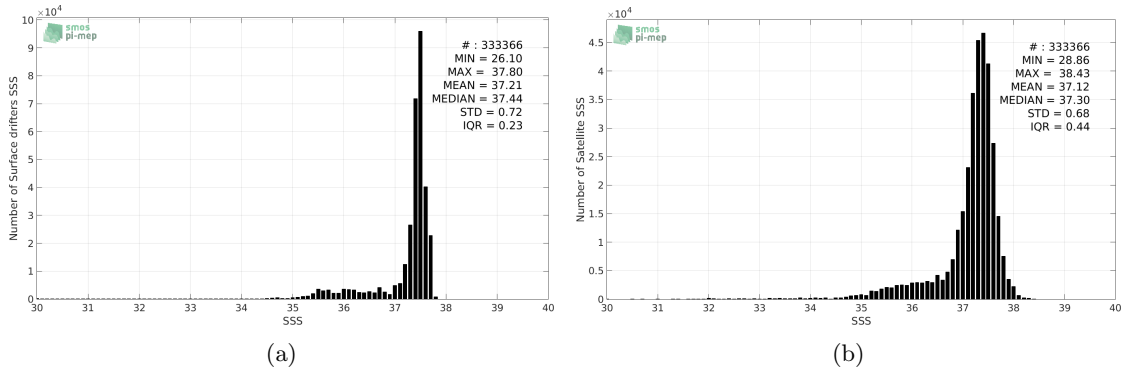 ×10⁴
smos
pi-mep
# : 333366
MIN = 26.10
MAX = 37.80
MEAN = 37.21
MEDIAN = 37.44
STD = 0.72
IQR = 0.23
Number of Surface drifters SSS
10
9
8
7
6
5
4
3
2
1
0
30 31 32 33 34 35 36 37 38 39 40
SSS
(a)
×10⁴
smos
pi-mep
# : 333366
MIN = 28.86
MAX = 38.43
MEAN = 37.12
MEDIAN = 37.30
STD = 0.68
IQR = 0.44
Number of Satellite SSS
4.5
4
3.5
3
2.5
2
1.5
1
0.5
0
30 31 32 33 34 35 36 37 38 39 40
SSS
(b)